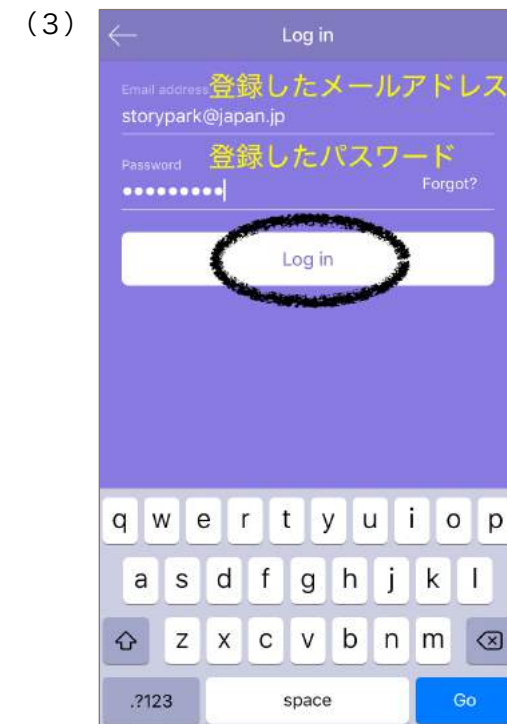 (3)
Log in
Email address 登録したメールアドレス
storypark@japan.jp
Password 登録したパスワード
●●●●●●●●● Forgot?
Log in
q w e r t y u i o p
a s d f g h j k l
z x c v b n m
.?123 space Go